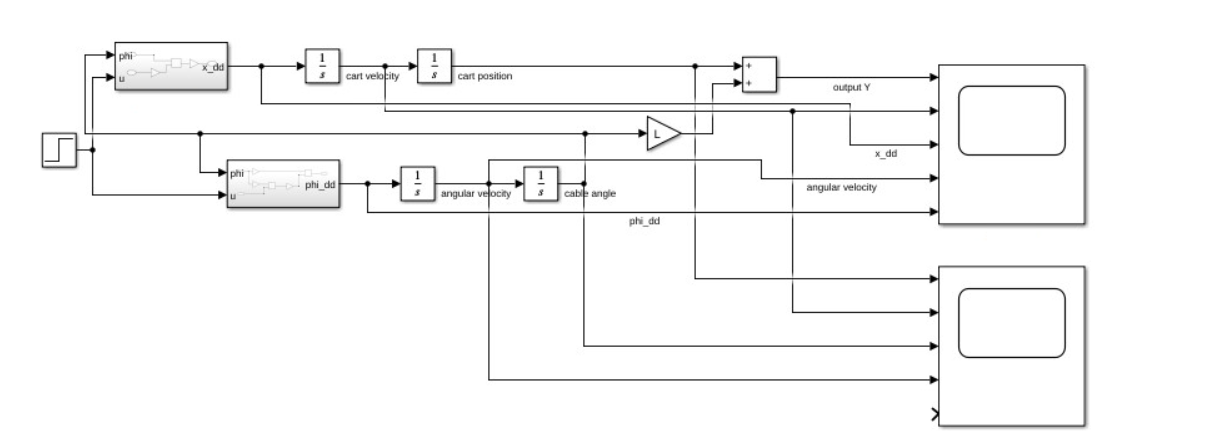 phi
u
x_dd
1
s
cart velocity
1
s
cart position
+
+
output Y
L
x_dd
phi
u
phi_dd
1
s
angular velocity
1
s
cable angle
angular velocity
phi_dd